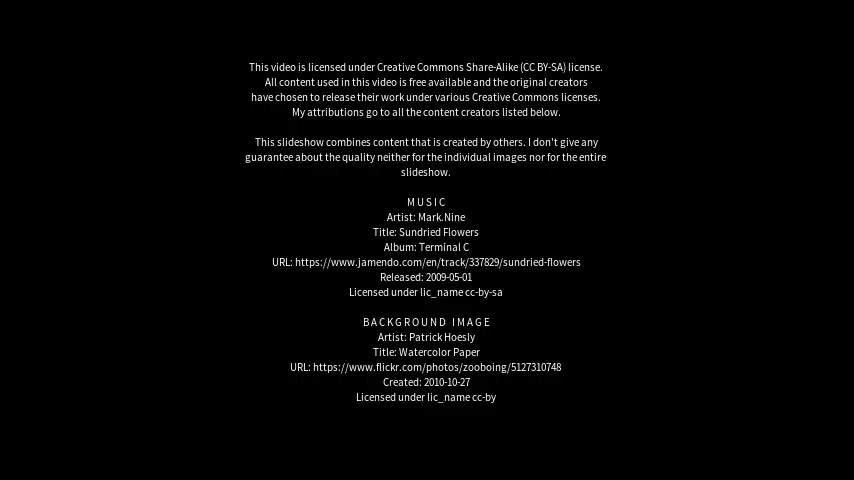 This video is licensed under Creative Commons Share-Alike (CC BY-SA) license.
All content used in this video is free available and the original creators
have chosen to release their work under various Creative Commons licenses.
My attributions go to all the content creators listed below.
This slideshow combines content that is created by others. I don't give any
guarantee about the quality neither for the individual images nor for the entire
slideshow.
MUSIC
Artist: Mark.Nine
Title: Sundried Flowers
Album: Terminal C
URL: https://www.jamendo.com/en/track/337829/sundried-flowers
Released: 2009-05-01
Licensed under lic_name cc-by-sa
BACKGROUND IMAGE
Artist: Patrick Hoesly
Title: Watercolor Paper
URL: https://www.flickr.com/photos/zooboing/5127310748
Created: 2010-10-27
Licensed under lic_name cc-by